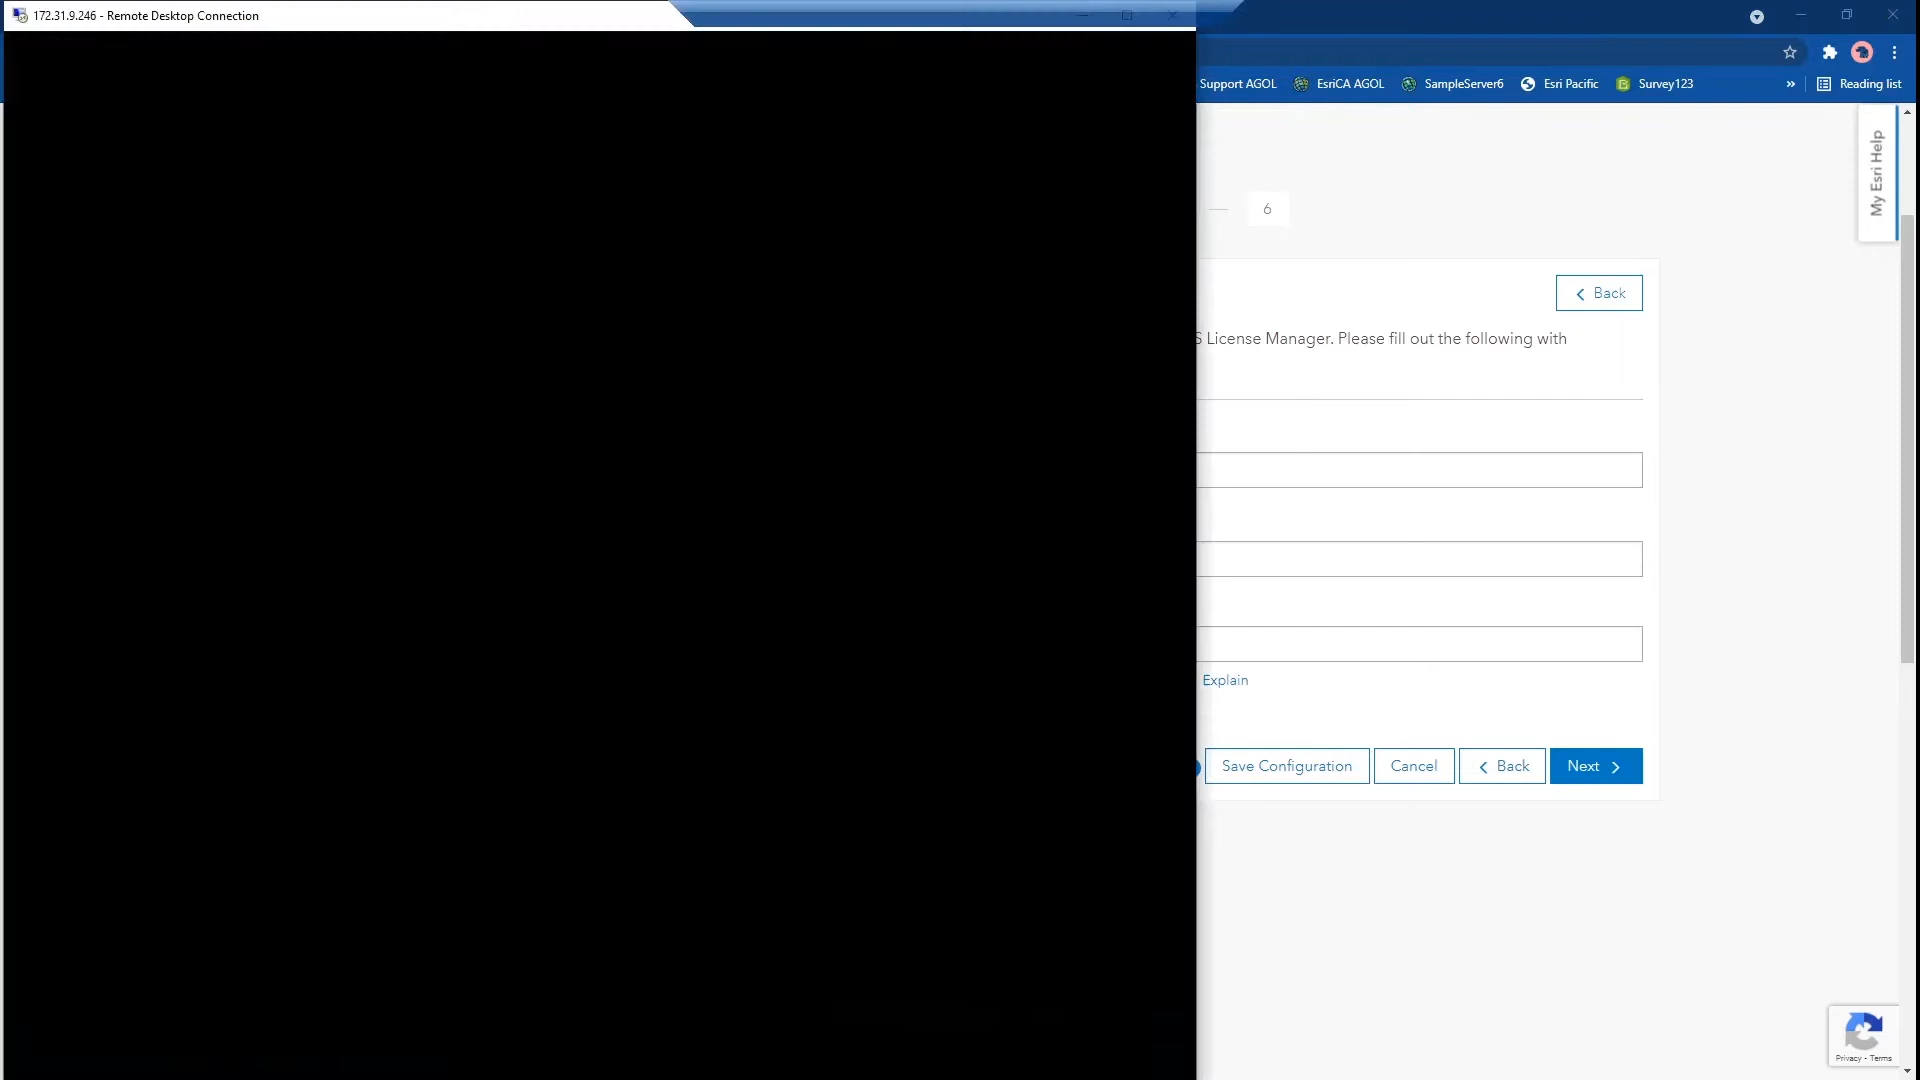 172.31.9.246 - Remote Desktop Connection
Support AGOL
EsriCA AGOL
SampleServer6
Esri Pacific
Survey123
»
Reading list
My Esri Help
6
Back
License Manager. Please fill out the following with
Explain
Save Configuration
Cancel
Back
Next
Privacy - Terms